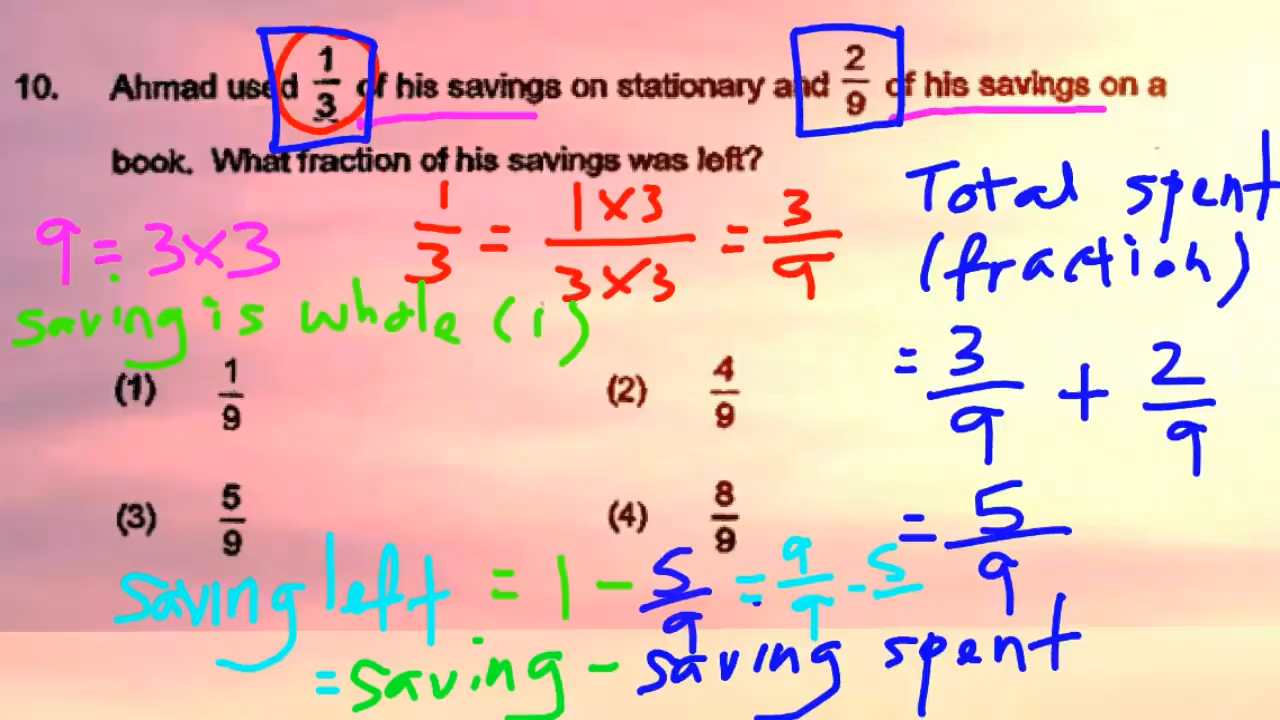 10. Ahmad used 1/3 of his savings on stationary and 2/9 of his savings on a
book. What fraction of his savings was left?
9 = 3×3
1/3 = 1×3/3×3 = 3/9
Total spent
(fraction)
saving is whole (1)
= 3/9 + 2/9
(1) 1/9
(2) 4/9
(3) 5/9
(4) 8/9
= 5/9
saving left = 1 - 5/9 = 9/9 - 5
= saving - saving spent